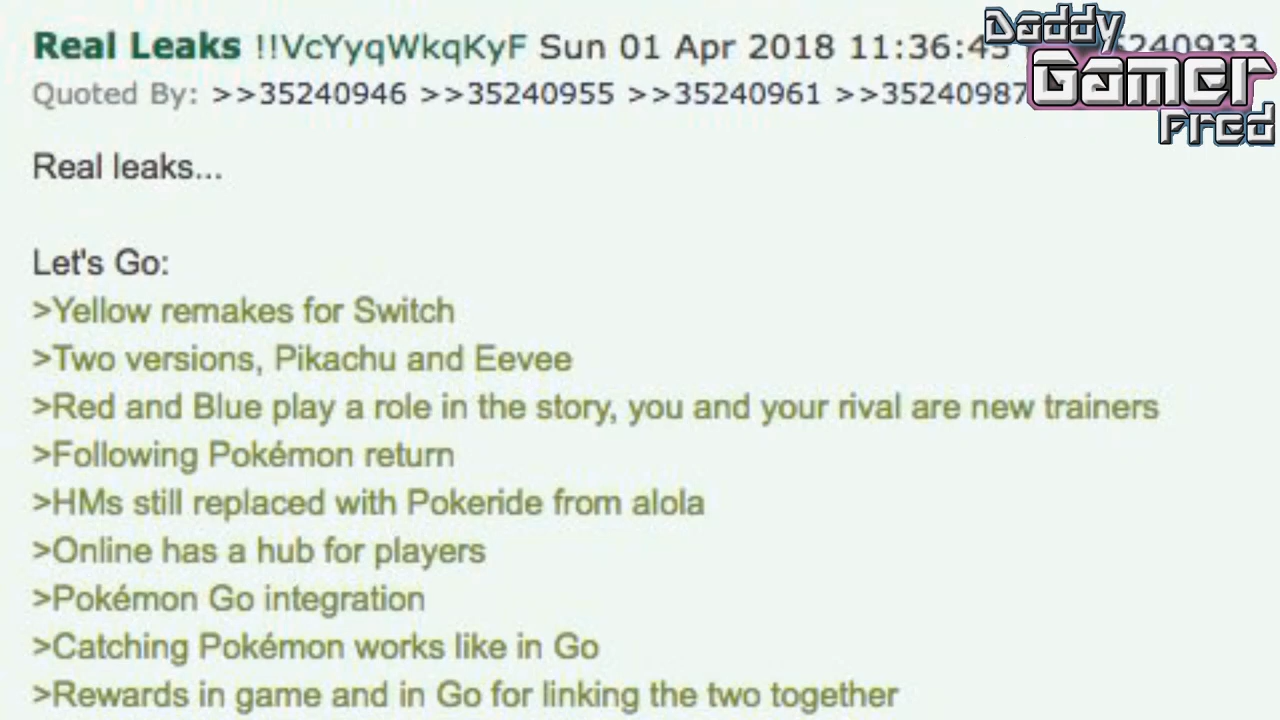 Real Leaks !!VcYyqWkqKyF Sun 01 Apr 2018 11:36:45 5240933
Quoted By: >>35240946 >>35240955 >>35240961 >>35240987
Daddy
Gamer
Fred
Real leaks...
Let's Go:
>Yellow remakes for Switch
>Two versions, Pikachu and Eevee
>Red and Blue play a role in the story, you and your rival are new trainers
>Following Pokémon return
>HMs still replaced with Pokeride from alola
>Online has a hub for players
>Pokémon Go integration
>Catching Pokémon works like in Go
>Rewards in game and in Go for linking the two together